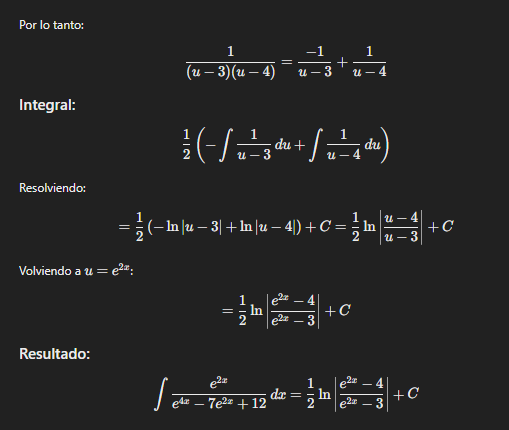 Por lo tanto:
1/((u − 3)(u − 4)) = −1/(u − 3) + 1/(u − 4)
Integral:
1/2 (−∫ 1/(u − 3) du + ∫ 1/(u − 4) du)
Resolviendo:
= 1/2 (−ln|u − 3| + ln|u − 4|) + C = 1/2 ln|(u − 4)/(u − 3)| + C
Volviendo a u = e^{2x}:
= 1/2 ln|(e^{2x} − 4)/(e^{2x} − 3)| + C
Resultado:
∫ e^{2x}/(e^{4x} − 7e^{2x} + 12) dx = 1/2 ln|(e^{2x} − 4)/(e^{2x} − 3)| + C